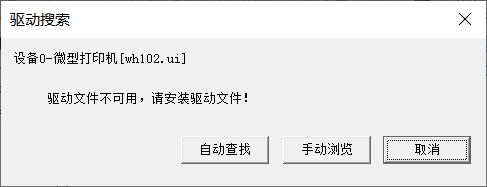 驱动搜索
设备0-微型打印机[wh102.ui]
驱动文件不可用，请安装驱动文件！
自动查找
手动浏览
取消